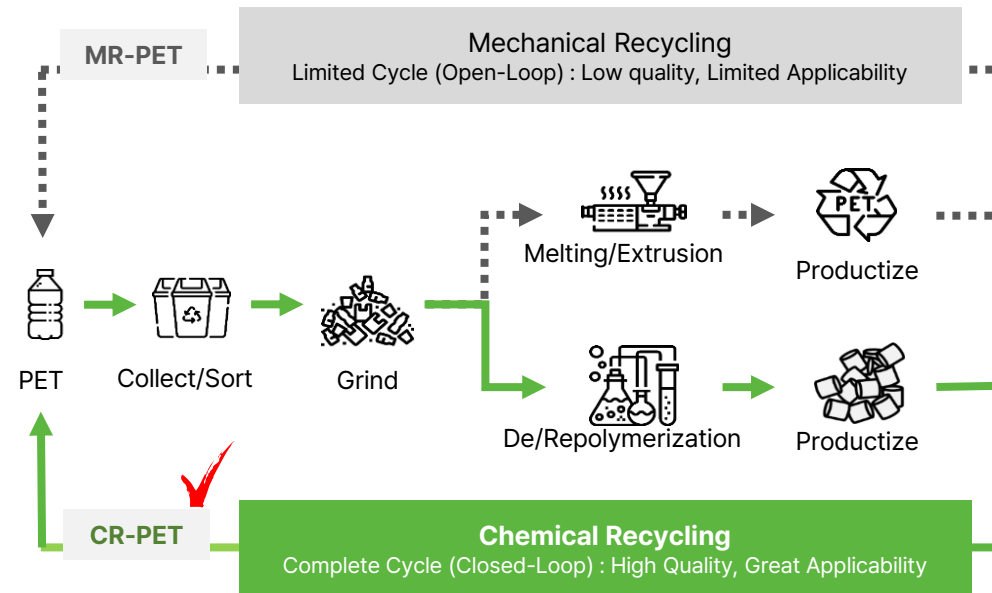 MR-PET
Mechanical Recycling
Limited Cycle (Open-Loop) : Low quality, Limited Applicability
PET
Melting/Extrusion
Productize
PET
Collect/Sort
Grind
De/Repolymerization
Productize
CR-PET
Chemical Recycling
Complete Cycle (Closed-Loop) : High Quality, Great Applicability